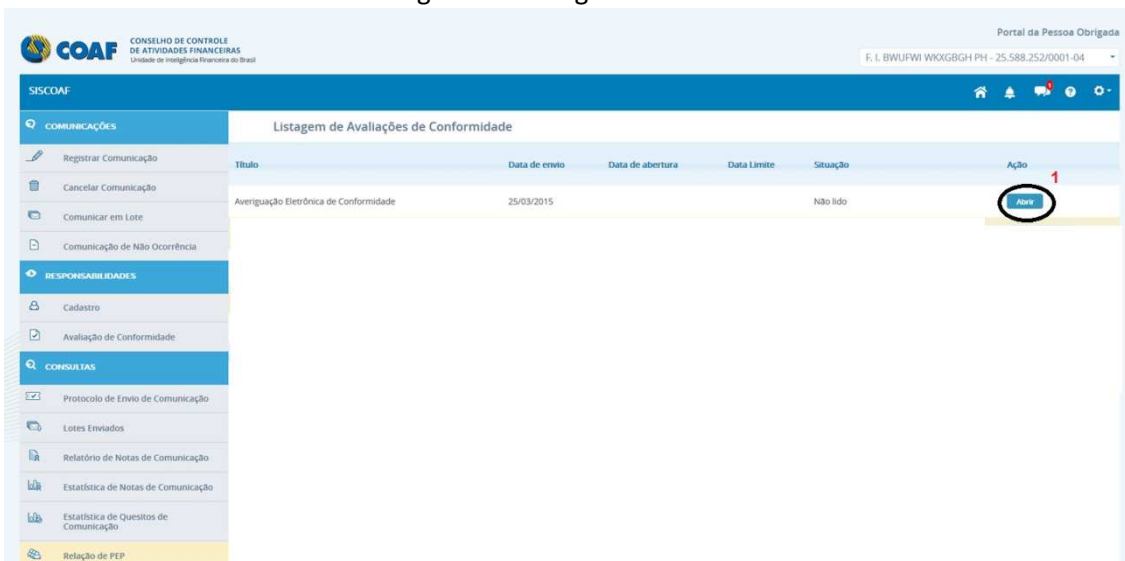 CONSELHO DE CONTROLE
COAF DE ATIVIDADES FINANCEIRAS
Unidade de Inteligência Financeira do Brasil
Portal da Pessoa Obrigada
F. I. BWUFWI WKXGBGH PH - 25.588.252/0001-04
SISCOAF
COMUNICAÇÕES
Registrar Comunicação
Cancelar Comunicação
Comunicar em Lote
Comunicação de Não Ocorrência
RESPONSABILIDADES
Cadastro
Avaliação de Conformidade
CONSULTAS
Protocolo de Envio de Comunicação
Lotes Enviados
Relatório de Notas de Comunicação
Estatística de Notas de Comunicação
Estatística de Quesitos de
Comunicação
Relação de PEP
Listagem de Avaliações de Conformidade
Título Data de envio Data de abertura Data Limite Situação Ação
1
Averiguação Eletrônica de Conformidade 25/03/2015 Não lido Abrir